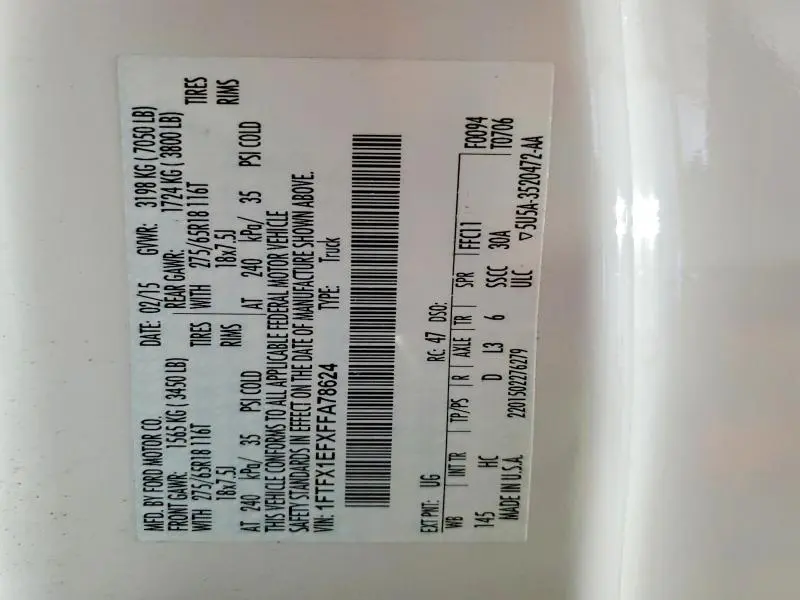 MFD. BY FORD MOTOR CO. DATE: 02/15 GVWR: 3198 KG ( 7050 LB)
FRONT GAWR: 1565 KG ( 3450 LB) REAR GAWR: 1724 KG ( 3800 LB)
WITH 275/65R18 116T TIRES WITH 275/65R18 116T TIRES
18x7.5J RIMS 18x7.5J RIMS
AT 240 kPa/ 35 PSI COLD AT 240 kPa/ 35 PSI COLD
THIS VEHICLE CONFORMS TO ALL APPLICABLE FEDERAL MOTOR VEHICLE
SAFETY STANDARDS IN EFFECT ON THE DATE OF MANUFACTURE SHOWN ABOVE.
VIN: 1FTFX1EFXFFA78624 TYPE: Truck
EXT PNT: UG RC: 47 DSO: F0094
WB INT TR TP/PS R AXLE TR SPR FFC11 T0706
145 HC D L3 6 SSCC 30A
MADE IN U.S.A. 2201502276279 ULC ▽5U5A-3520472-AA